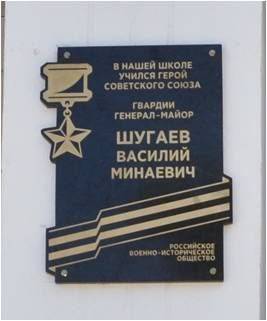 В НАШЕЙ ШКОЛЕ
УЧИЛСЯ ГЕРОЙ
СОВЕТСКОГО СОЮЗА
ГВАРДИИ
ГЕНЕРАЛ-МАЙОР
ШУГАЕВ
ВАСИЛИЙ
МИНАЕВИЧ
РОССИЙСКОЕ
ВОЕННО-ИСТОРИЧЕСКОЕ
ОБЩЕСТВО